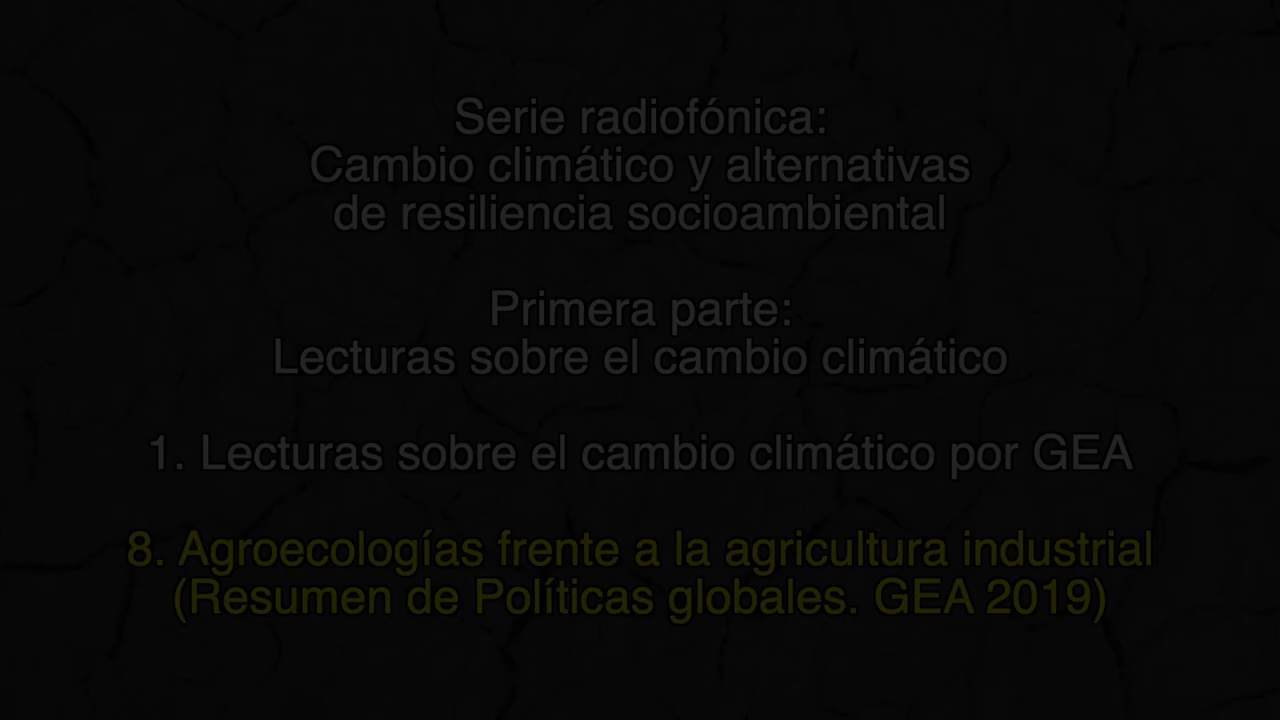 Serie radiofónica:
Cambio climático y alternativas
de resiliencia socioambiental
Primera parte:
Lecturas sobre el cambio climático
1. Lecturas sobre el cambio climático por GEA
8. Agroecologías frente a la agricultura industrial
(Resumen de Políticas globales. GEA 2019)